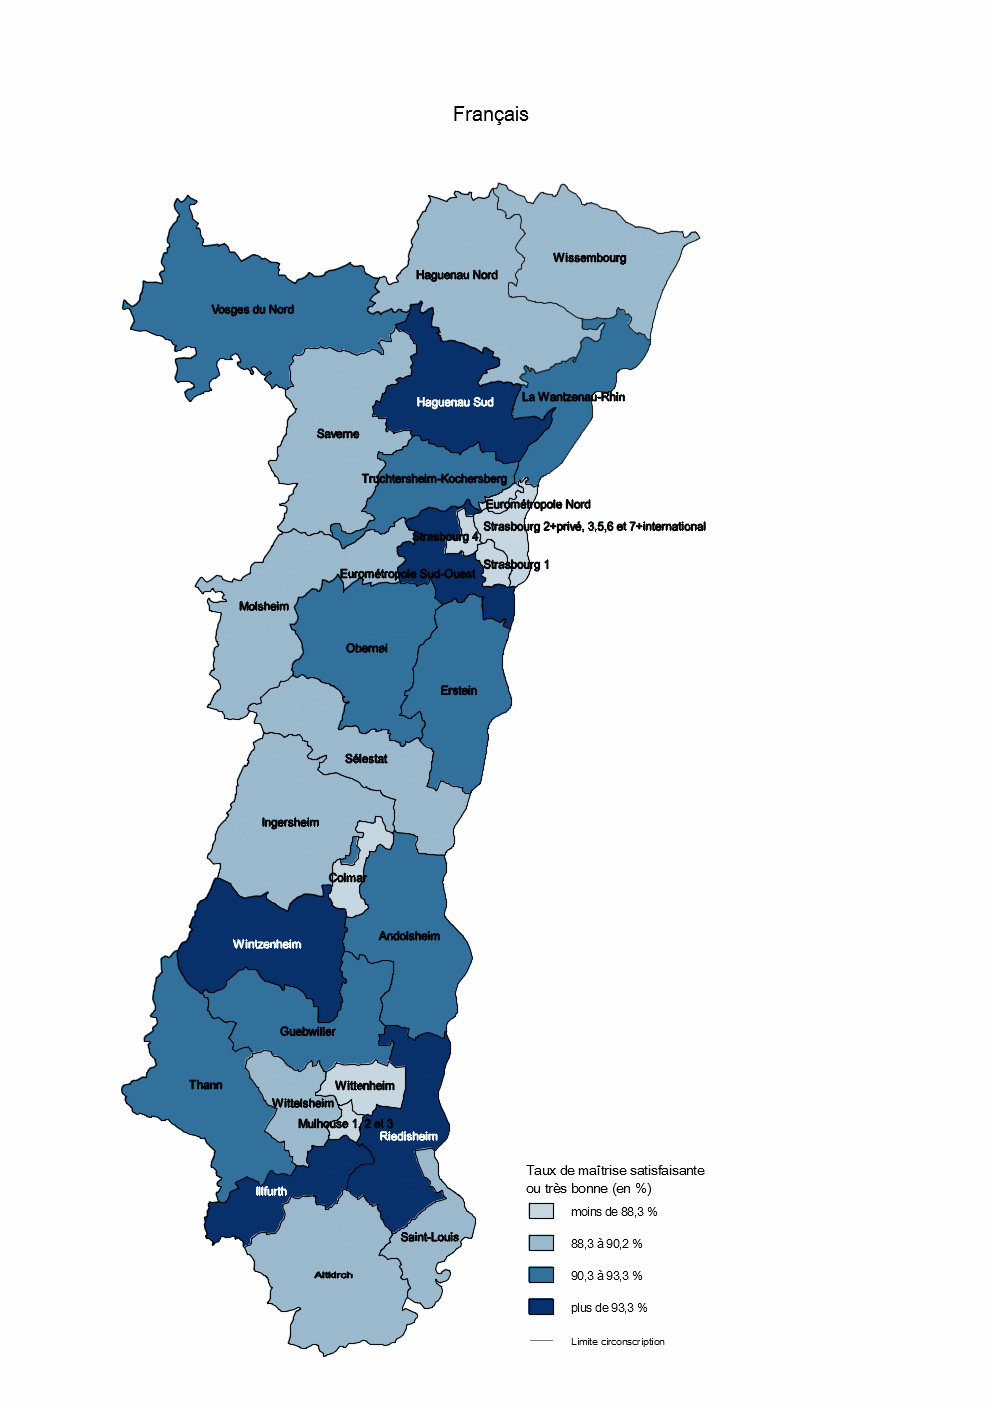 Français
Wissembourg
Haguenau Nord
Vosges du Nord
La Wantzenau-Rhin
Haguenau Sud
Saverne
Truchtersheim-Kochersberg
Eurométropole Nord
Strasbourg 2+privé, 3,5,6 et 7+international
Strasbourg 4
Strasbourg 1
Eurométropole Sud-Ouest
Molsheim
Obernai
Erstein
Sélestat
Ingersheim
Colmar
Andolsheim
Wintzenheim
Guebwiller
Thann
Wittenheim
Wittelsheim
Mulhouse 1, 2 et 3
Riedisheim
Illfurth
Saint-Louis
Altkirch
Taux de maîtrise satisfaisante
ou très bonne (en %)
moins de 88,3 %
88,3 à 90,2 %
90,3 à 93,3 %
plus de 93,3 %
Limite circonscription